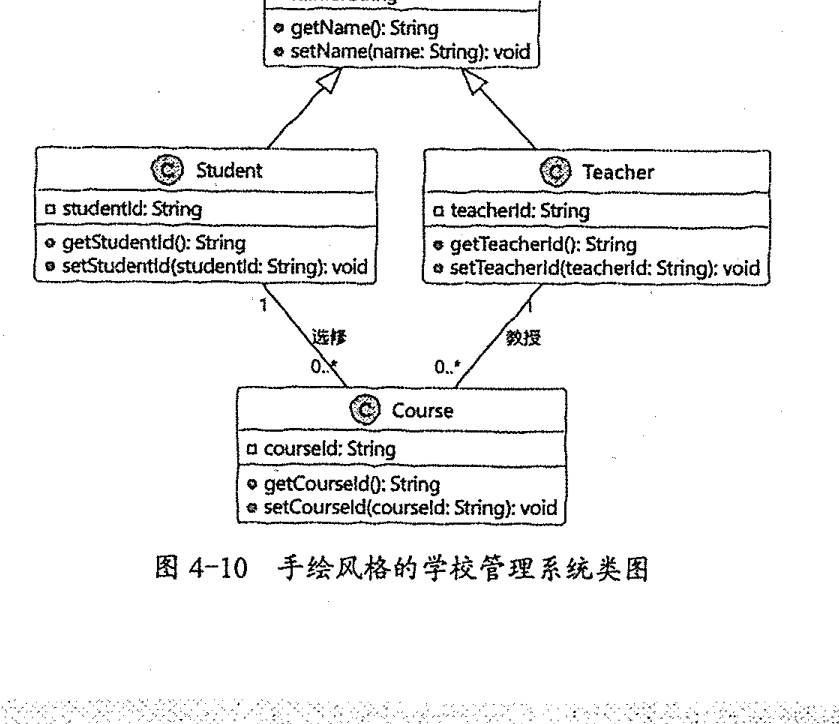 getName(): String
setName(name: String): void
C Student
studentId: String
getStudentId(): String
setStudentId(studentId: String): void
C Teacher
teacherId: String
getTeacherId(): String
setTeacherId(teacherId: String): void
1
选修
0..*
1
教授
0..*
C Course
courseId: String
getCourseId(): String
setCourseId(courseId: String): void
图 4-10 手绘风格的学校管理系统类图